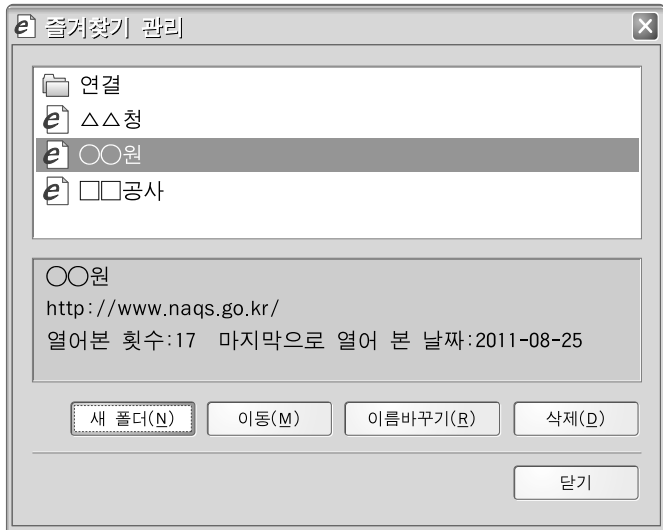 즐겨찾기 관리
연결
△△청
○○원
□□공사
○○원
http://www.naqs.go.kr/
열어본 횟수:17 마지막으로 열어 본 날짜:2011-08-25
새 폴더(N) 이동(M) 이름바꾸기(R) 삭제(D)
닫기